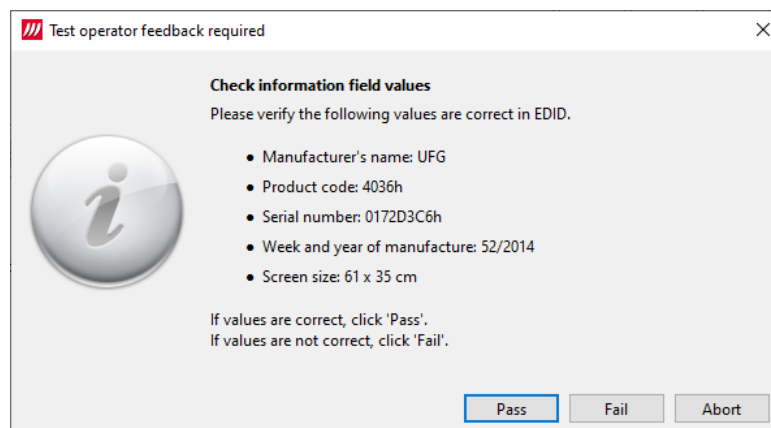 Test operator feedback required
Check information field values
Please verify the following values are correct in EDID.
● Manufacturer's name: UFG
● Product code: 4036h
● Serial number: 0172D3C6h
● Week and year of manufacture: 52/2014
● Screen size: 61 x 35 cm
If values are correct, click 'Pass'.
If values are not correct, click 'Fail'.
Pass Fail Abort